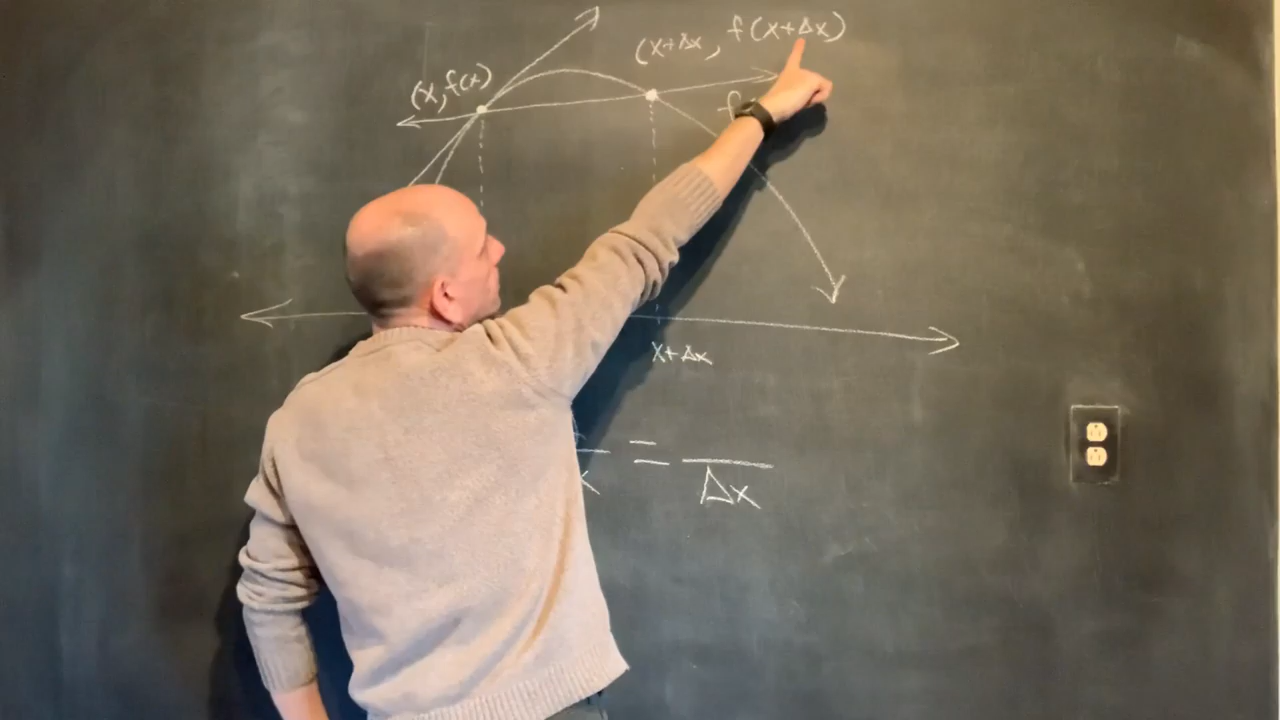 (x+Δx, f(x+Δx)
(x, f(x)
f
x+Δx
=
Δx